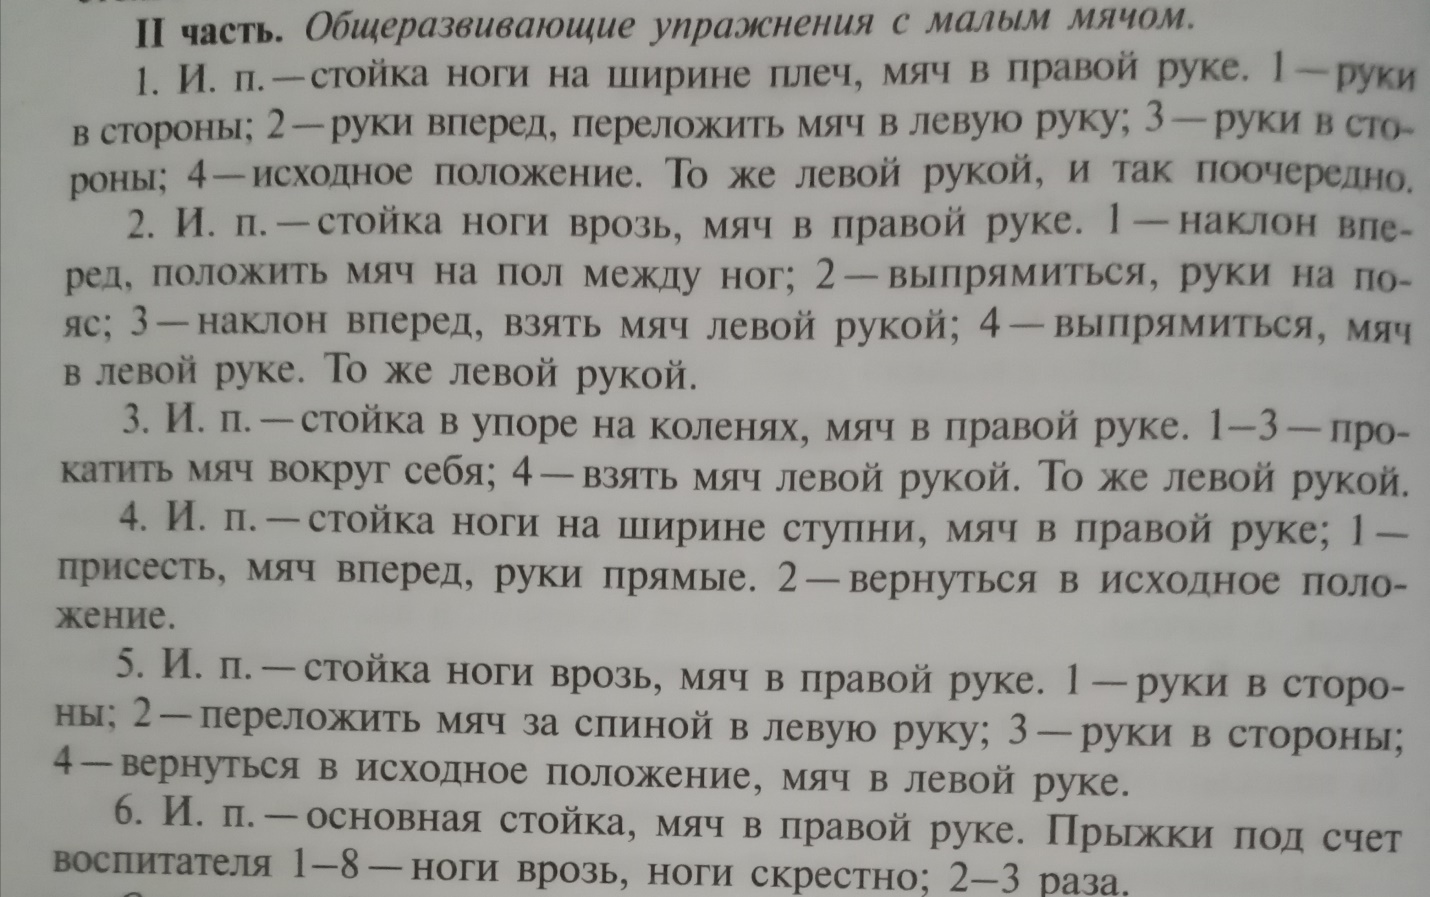 II часть. Общеразвивающие упражнения с малым мячом.
1. И. п. — стойка ноги на ширине плеч, мяч в правой руке. 1 — руки
в стороны; 2 — руки вперед, переложить мяч в левую руку; 3 — руки в сто-
роны; 4 — исходное положение. То же левой рукой, и так поочередно.
2. И. п. — стойка ноги врозь, мяч в правой руке. 1 — наклон впе-
ред, положить мяч на пол между ног; 2 — выпрямиться, руки на по-
яс; 3 — наклон вперед, взять мяч левой рукой; 4 — выпрямиться, мяч
в левой руке. То же левой рукой.
3. И. п. — стойка в упоре на коленях, мяч в правой руке. 1–3 — про-
катить мяч вокруг себя; 4 — взять мяч левой рукой. То же левой рукой.
4. И. п. — стойка ноги на ширине ступни, мяч в правой руке; 1 —
присесть, мяч вперед, руки прямые. 2 — вернуться в исходное поло-
жение.
5. И. п. — стойка ноги врозь, мяч в правой руке. 1 — руки в сторо-
ны; 2 — переложить мяч за спиной в левую руку; 3 — руки в стороны;
4 — вернуться в исходное положение, мяч в левой руке.
6. И. п. — основная стойка, мяч в правой руке. Прыжки под счет
воспитателя 1–8 — ноги врозь, ноги скрестно; 2–3 раза.